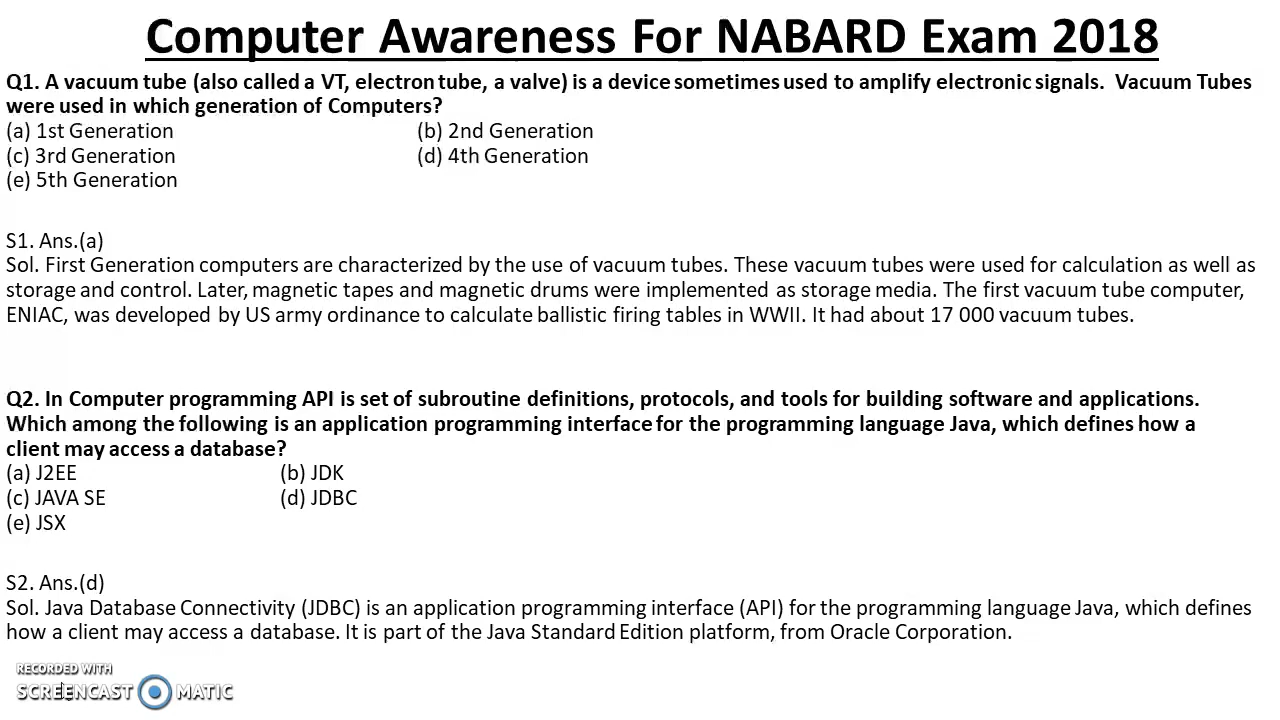 Computer Awareness For NABARD Exam 2018
Q1. A vacuum tube (also called a VT, electron tube, a valve) is a device sometimes used to amplify electronic signals. Vacuum Tubes
were used in which generation of Computers?
(a) 1st Generation (b) 2nd Generation
(c) 3rd Generation (d) 4th Generation
(e) 5th Generation
S1. Ans.(a)
Sol. First Generation computers are characterized by the use of vacuum tubes. These vacuum tubes were used for calculation as well as
storage and control. Later, magnetic tapes and magnetic drums were implemented as storage media. The first vacuum tube computer,
ENIAC, was developed by US army ordinance to calculate ballistic firing tables in WWII. It had about 17 000 vacuum tubes.
Q2. In Computer programming API is set of subroutine definitions, protocols, and tools for building software and applications.
Which among the following is an application programming interface for the programming language Java, which defines how a
client may access a database?
(a) J2EE (b) JDK
(c) JAVA SE (d) JDBC
(e) JSX
S2. Ans.(d)
Sol. Java Database Connectivity (JDBC) is an application programming interface (API) for the programming language Java, which defines
how a client may access a database. It is part of the Java Standard Edition platform, from Oracle Corporation.
RECORDED WITH
SCREENCAST MATIC